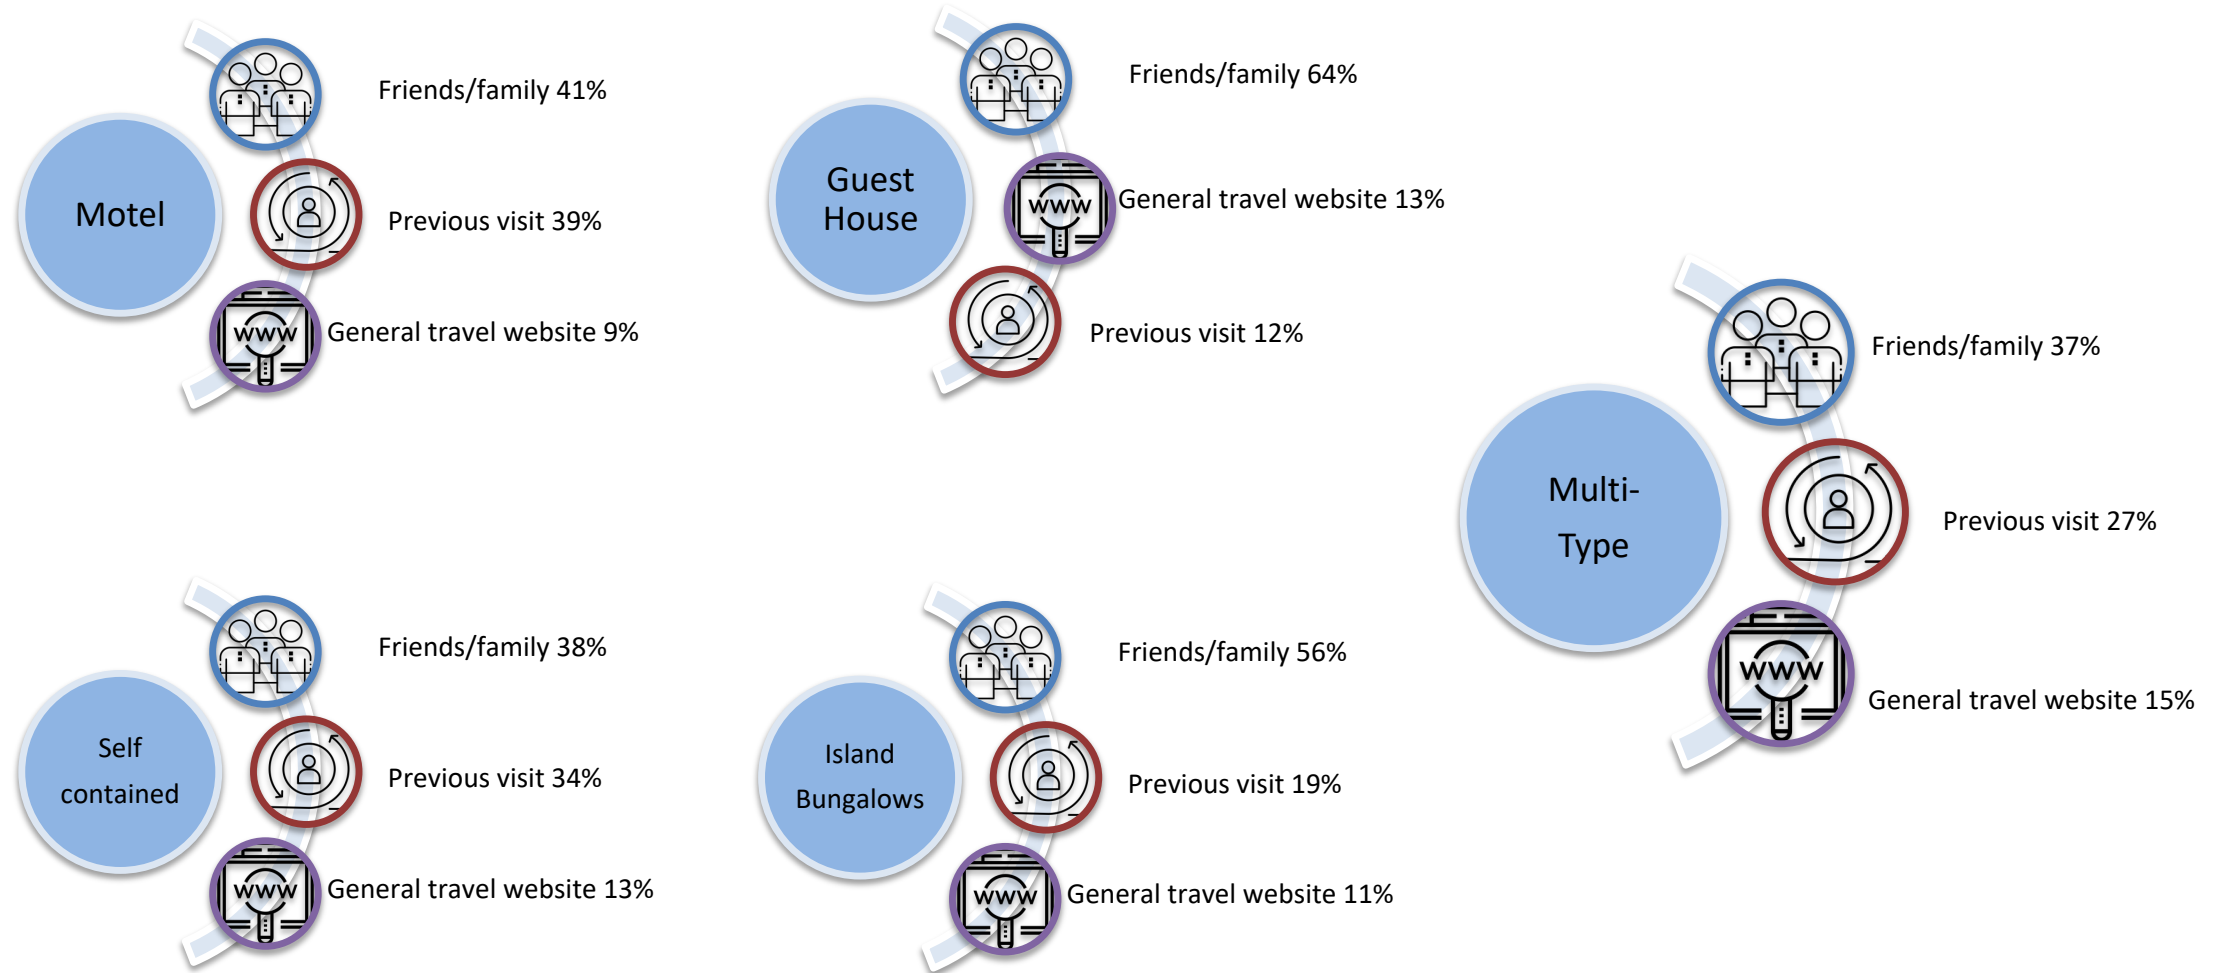 Motel
Friends/family 41%
Previous visit 39%
WWW
General travel website 9%
Guest
House
Friends/family 64%
WWW
General travel website 13%
Previous visit 12%
Multi-
Type
Friends/family 37%
Previous visit 27%
WWW
General travel website 15%
Self
contained
Friends/family 38%
Previous visit 34%
WWW
General travel website 13%
Island
Bungalows
Friends/family 56%
Previous visit 19%
WWW
General travel website 11%